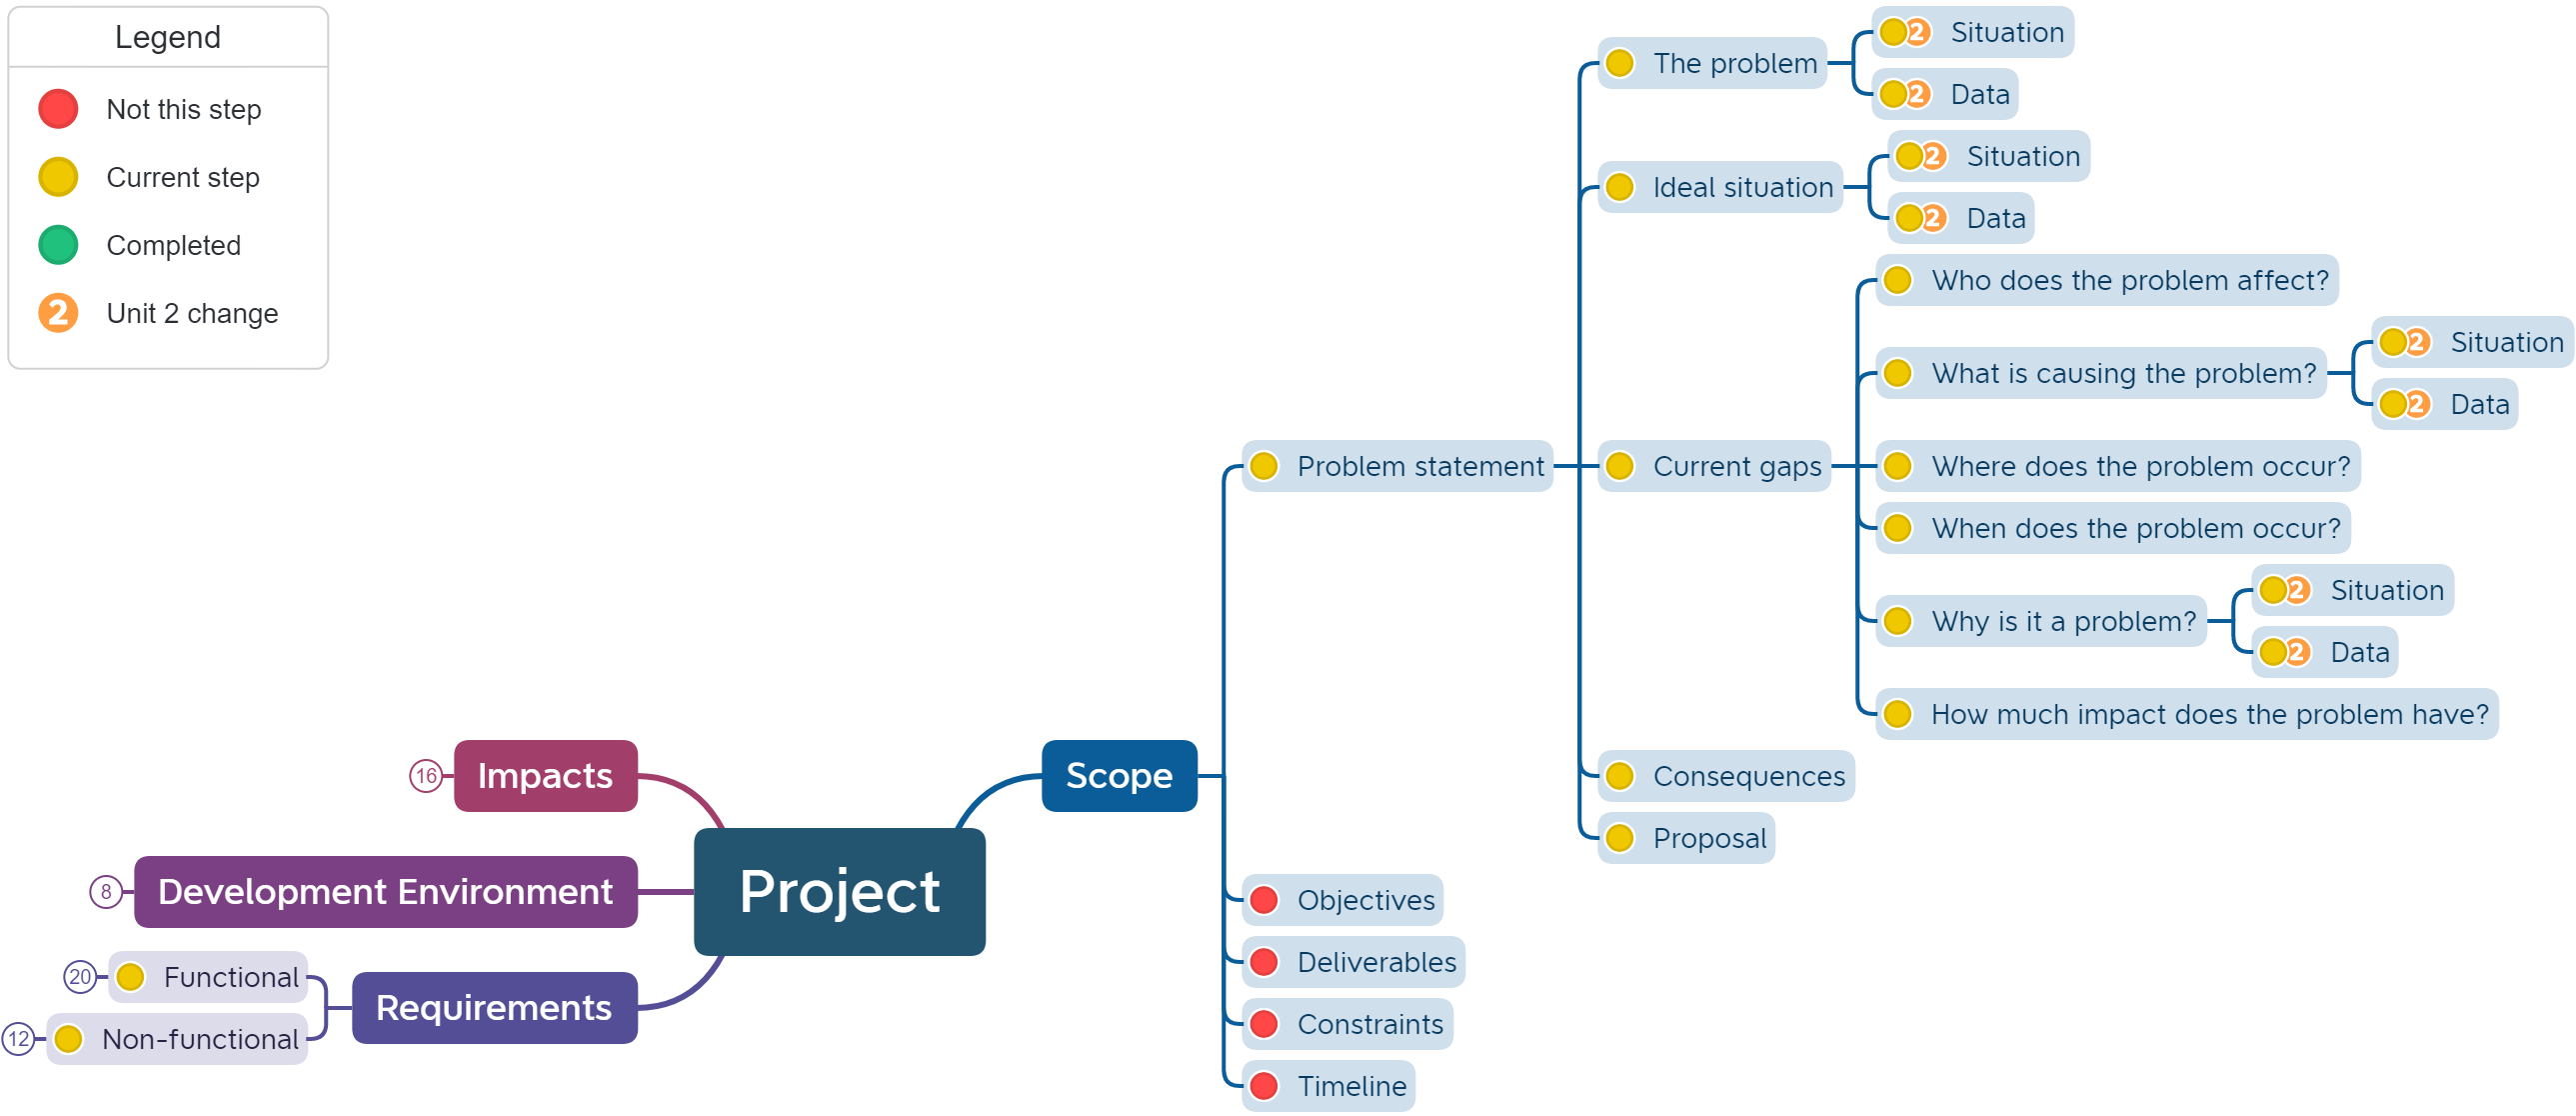 Legend
Not this step
Current step
Completed
2 Unit 2 change
Project
Scope
Problem statement
The problem
2 Situation
2 Data
Ideal situation
2 Situation
2 Data
Current gaps
Who does the problem affect?
What is causing the problem?
2 Situation
2 Data
Where does the problem occur?
When does the problem occur?
Why is it a problem?
2 Situation
2 Data
How much impact does the problem have?
Consequences
Proposal
Objectives
Deliverables
Constraints
Timeline
16 Impacts
8 Development Environment
Requirements
20 Functional
12 Non-functional